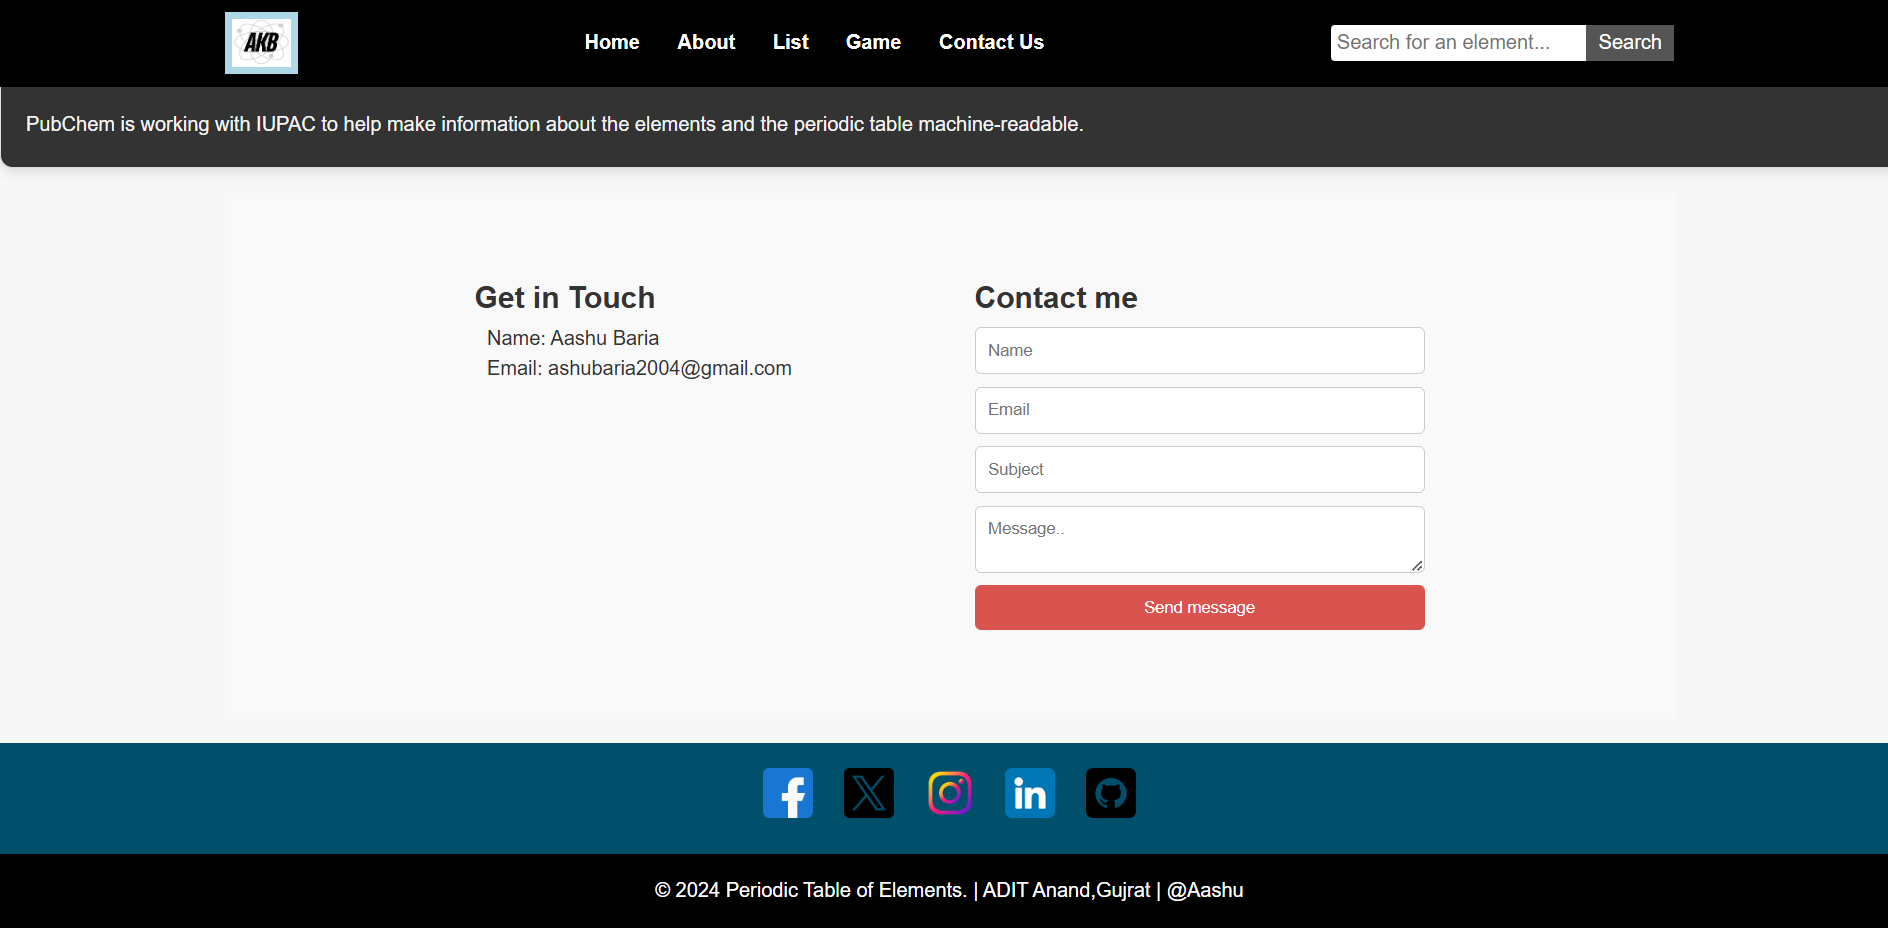 AKB
Home About List Game Contact Us
Search for an element... Search
PubChem is working with IUPAC to help make information about the elements and the periodic table machine-readable.
Get in Touch
Name: Aashu Baria
Email: ashubaria2004@gmail.com
Contact me
Name
Email
Subject
Message..
Send message
© 2024 Periodic Table of Elements. | ADIT Anand,Gujrat | @Aashu